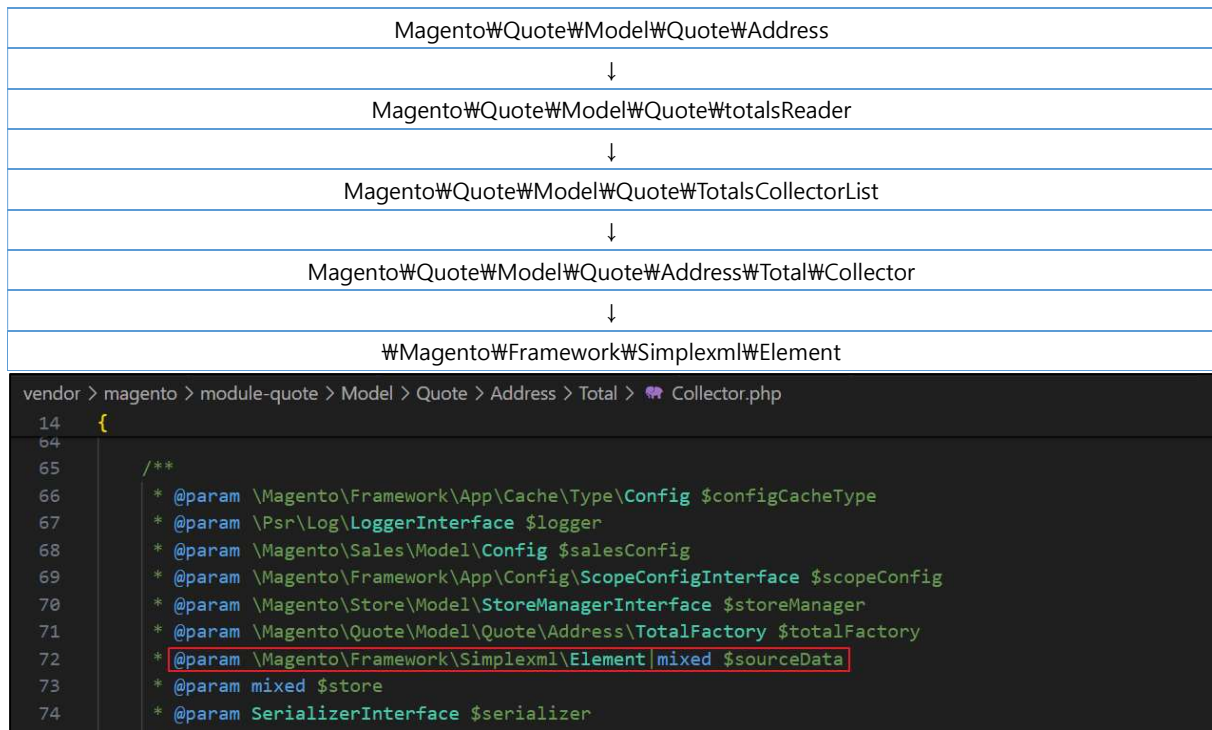 Magento₩Quote₩Model₩Quote₩Address
↓
Magento₩Quote₩Model₩Quote₩totalsReader
↓
Magento₩Quote₩Model₩Quote₩TotalsCollectorList
↓
Magento₩Quote₩Model₩Quote₩Address₩Total₩Collector
↓
₩Magento₩Framework₩Simplexml₩Element
vendor > magento > module-quote > Model > Quote > Address > Total > Collector.php
14 {
64
65 /**
66 * @param \Magento\Framework\App\Cache\Type\Config $configCacheType
67 * @param \Psr\Log\LoggerInterface $logger
68 * @param \Magento\Sales\Model\Config $salesConfig
69 * @param \Magento\Framework\App\Config\ScopeConfigInterface $scopeConfig
70 * @param \Magento\Store\Model\StoreManagerInterface $storeManager
71 * @param \Magento\Quote\Model\Quote\Address\TotalFactory $totalFactory
72 * @param \Magento\Framework\Simplexml\Element|mixed $sourceData
73 * @param mixed $store
74 * @param SerializerInterface $serializer